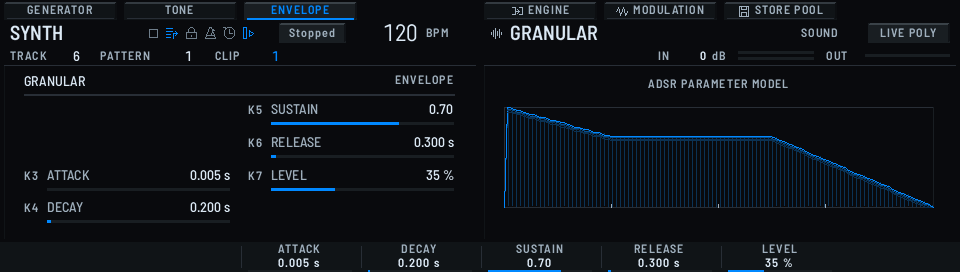 GENERATOR TONE ENVELOPE ENGINE MODULATION STORE POOL
SYNTH Stopped 120 BPM GRANULAR SOUND LIVE POLY
TRACK 6 PATTERN 1 CLIP 1 IN 0 dB OUT
GRANULAR ENVELOPE ADSR PARAMETER MODEL
K5 SUSTAIN 0.70
K6 RELEASE 0.300 s
K3 ATTACK 0.005 s K7 LEVEL 35 %
K4 DECAY 0.200 s
ATTACK DECAY SUSTAIN RELEASE LEVEL
0.005 s 0.200 s 0.70 0.300 s 35 %